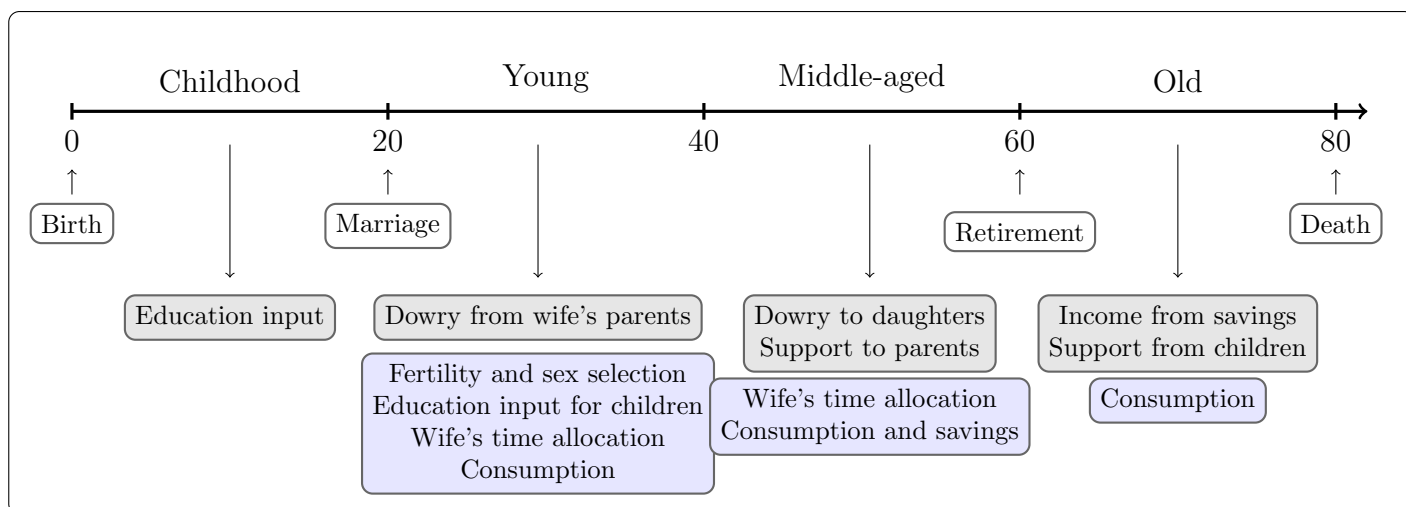 Childhood
Young
Middle-aged
Old
0
20
40
60
80
Birth
Marriage
Retirement
Death
Education input
Dowry from wife's parents
Fertility and sex selection
Education input for children
Wife's time allocation
Consumption
Dowry to daughters
Support to parents
Wife's time allocation
Consumption and savings
Income from savings
Support from children
Consumption